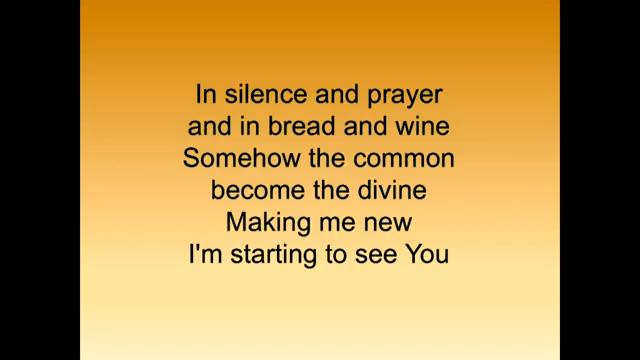 In silence and prayer
and in bread and wine
Somehow the common
become the divine
Making me new
I'm starting to see You